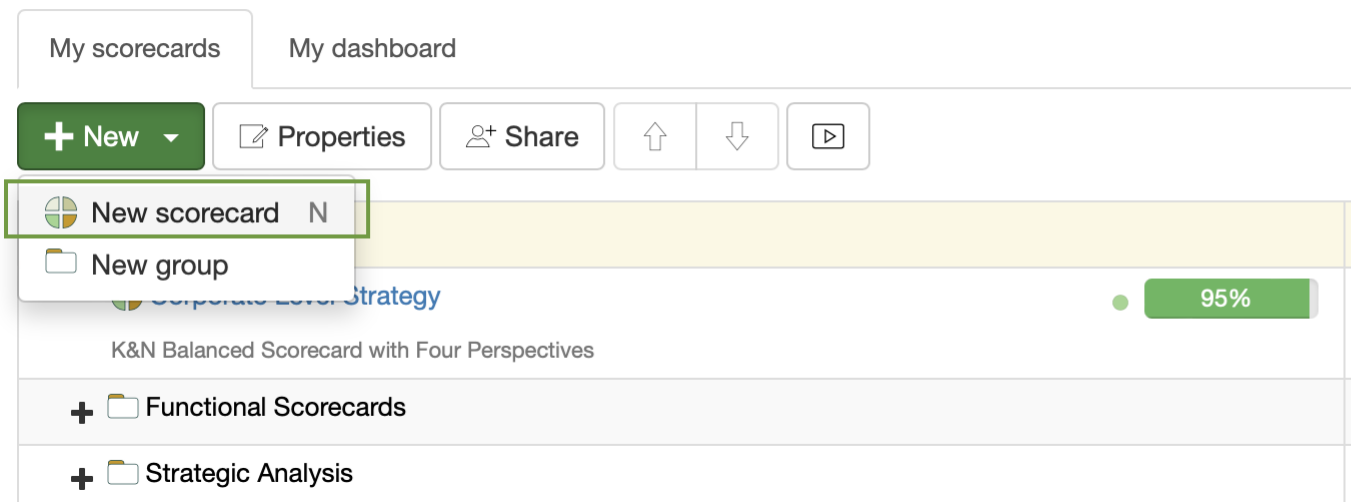 My scorecards My dashboard
New Properties Share
New scorecard N
New group
Corporate Level Strategy 95%
K&N Balanced Scorecard with Four Perspectives
Functional Scorecards
Strategic Analysis